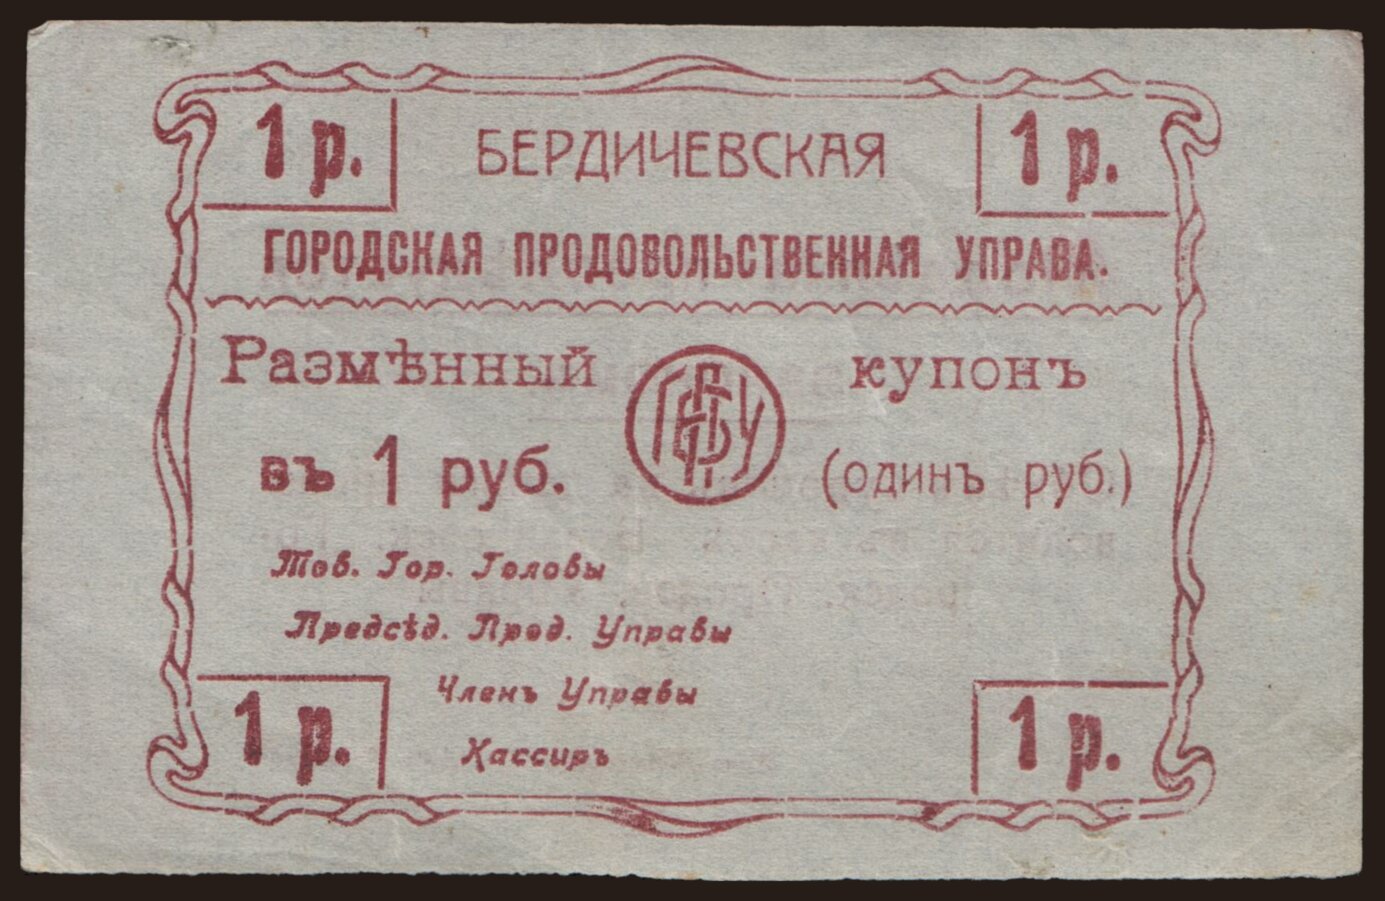 1 р. БЕРДИЧЕВСКАЯ 1 р.
ГОРОДСКАЯ ПРОДОВОЛЬСТВЕННАЯ УПРАВА.
Размѣнный купонъ
въ 1 руб. (одинъ руб.)
Тов. Гор. Головы
Предсѣд. Прод. Управы
Членъ Управы
Кассиръ
1 р. 1 р.